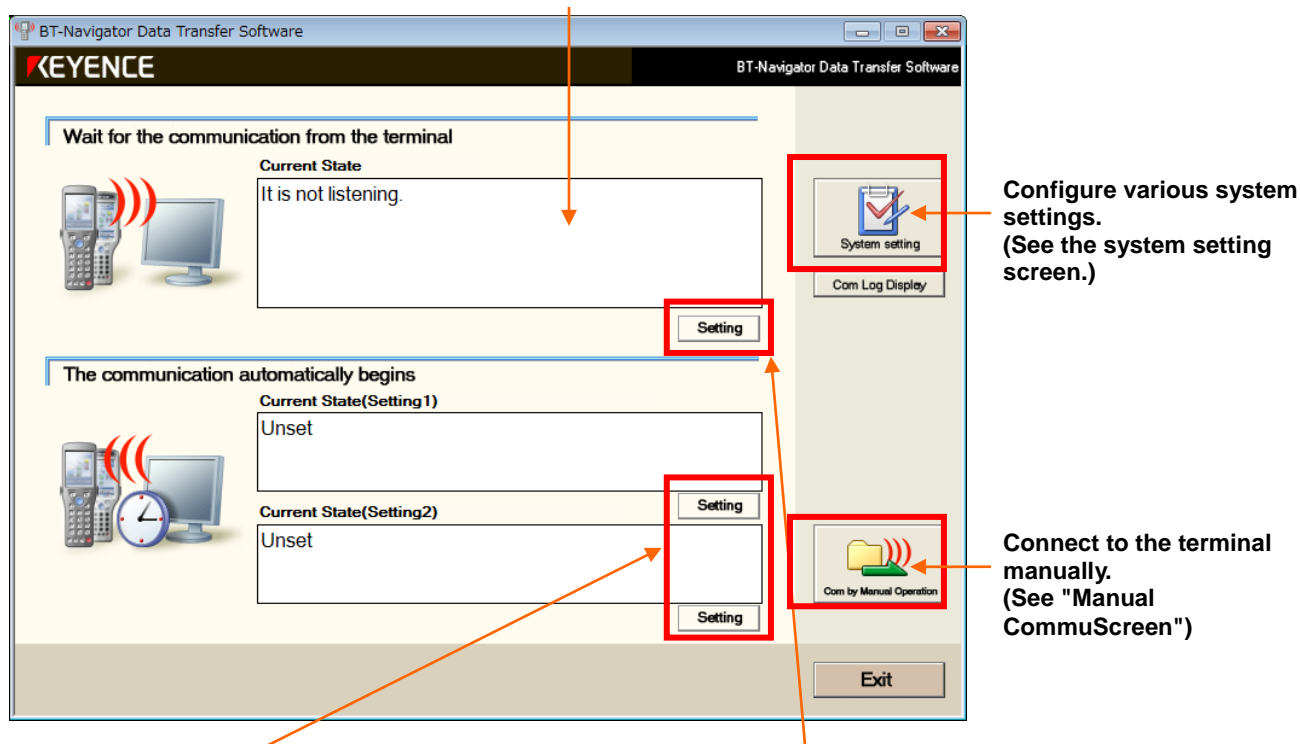 BT-Navigator Data Transfer Software
KEYENCE
BT-Navigator Data Transfer Software
Wait for the communication from the terminal
Current State
It is not listening.
Setting
System setting
Com Log Display
Configure various system
settings.
(See the system setting
screen.)
The communication automatically begins
Current State(Setting1)
Unset
Setting
Current State(Setting2)
Unset
Setting
Com by Manual Operation
Connect to the terminal
manually.
(See "Manual
CommuScreen")
Exit